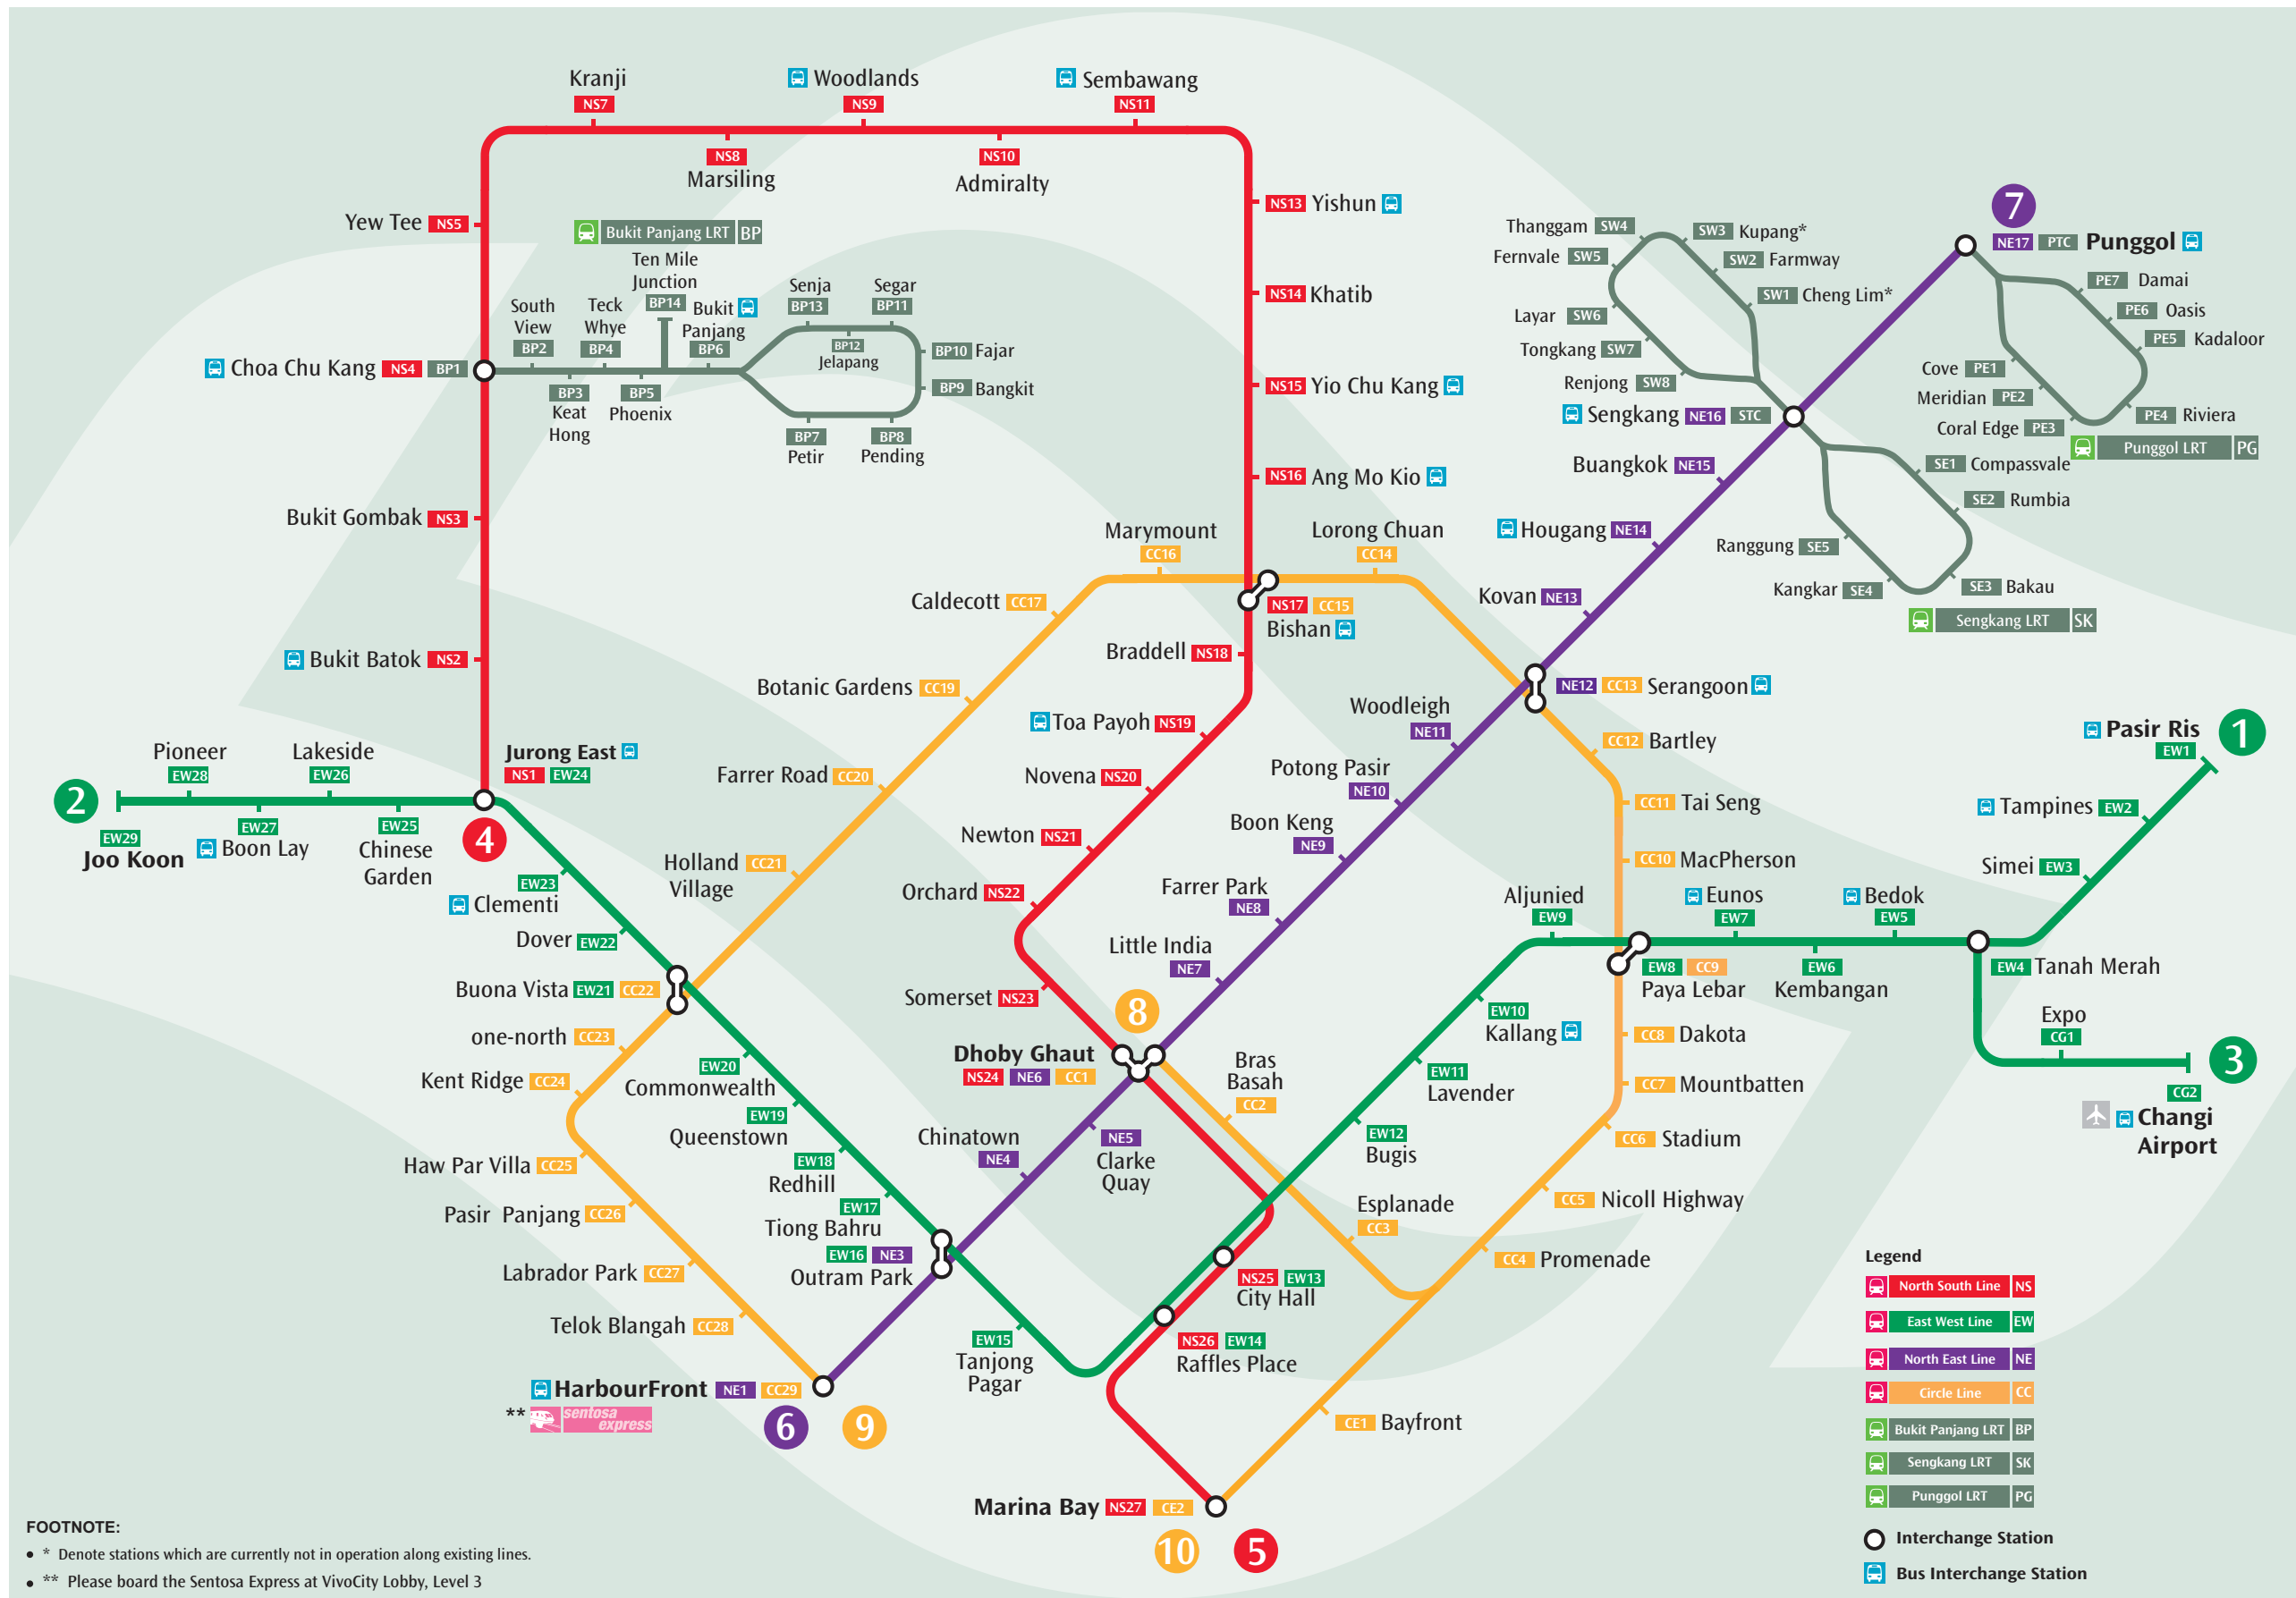 Kranji
NS7
Woodlands
NS9
Sembawang
NS11
NS8
Marsiling
NS10
Admiralty
Yew Tee NS5
Bukit Panjang LRT BP
Ten Mile
Junction
BP14
South
View
BP2
Teck
Whye
BP4
Bukit
Panjang
BP6
Senja
BP13
Segar
BP11
BP12
Jelapang
BP10 Fajar
BP9 Bangkit
Choa Chu Kang NS4 BP1
BP3
Keat
Hong
BP5
Phoenix
BP7
Petir
BP8
Pending
Bukit Gombak NS3
Bukit Batok NS2
NS13 Yishun
NS14 Khatib
NS15 Yio Chu Kang
NS16 Ang Mo Kio
Thanggam SW4
SW3 Kupang*
Fernvale SW5
SW2 Farmway
SW1 Cheng Lim*
Layar SW6
Tongkang SW7
Renjong SW8
Sengkang NE16 STC
7
NE17 PTC Punggol
PE7 Damai
PE6 Oasis
PE5 Kadaloor
Cove PE1
Meridian PE2
Coral Edge PE3
PE4 Riviera
Punggol LRT PG
Buangkok NE15
SE1 Compassvale
SE2 Rumbia
Hougang NE14
Ranggung SE5
Kangkar SE4
SE3 Bakau
Sengkang LRT SK
Kovan NE13
Marymount
CC16
Lorong Chuan
CC14
Caldecott CC17
NS17 CC15
Bishan
Braddell NS18
Botanic Gardens CC19
Toa Payoh NS19
Woodleigh
NE11
NE12 CC13 Serangoon
CC12 Bartley
Pasir Ris
EW1
1
Pioneer
EW28
Lakeside
EW26
Jurong East
NS1 EW24
Farrer Road CC20
Novena NS20
Potong Pasir
NE10
CC11 Tai Seng
Tampines EW2
2
EW29
Joo Koon
EW27
Boon Lay
EW25
Chinese
Garden
4
Newton NS21
Boon Keng
NE9
CC10 MacPherson
Simei EW3
EW23
Clementi
Holland
Village
CC21
Orchard NS22
Farrer Park
NE8
Aljunied
EW9
Eunos
EW7
Bedok
EW5
Dover EW22
Little India
NE7
EW8 CC9
Paya Lebar
EW6
Kembangan
EW4 Tanah Merah
Buona Vista EW21 CC22
Somerset NS23
8
EW10
Kallang
CC8 Dakota
Expo
CG1
3
one-north CC23
Dhoby Ghaut
NS24 NE6 CC1
Bras
Basah
CC2
EW11
Lavender
CC7 Mountbatten
CG2
Changi
Airport
Kent Ridge CC24
EW20
Commonwealth
EW19
Queenstown
Chinatown
NE4
NE5
Clarke
Quay
EW12
Bugis
CC6 Stadium
Haw Par Villa CC25
EW18
Redhill
EW17
Tiong Bahru
EW16 NE3
Outram Park
Esplanade
CC3
CC5 Nicoll Highway
Pasir Panjang CC26
Labrador Park CC27
NS25 EW13
City Hall
CC4 Promenade
Telok Blangah CC28
EW15
Tanjong
Pagar
NS26 EW14
Raffles Place
HarbourFront NE1 CC29
** sentosa
express
6
9
CE1 Bayfront
Marina Bay NS27 CE2
10
5
Legend
North South Line NS
East West Line EW
North East Line NE
Circle Line CC
Bukit Panjang LRT BP
Sengkang LRT SK
Punggol LRT PG
Interchange Station
Bus Interchange Station
FOOTNOTE:
• * Denote stations which are currently not in operation along existing lines.
• ** Please board the Sentosa Express at VivoCity Lobby, Level 3